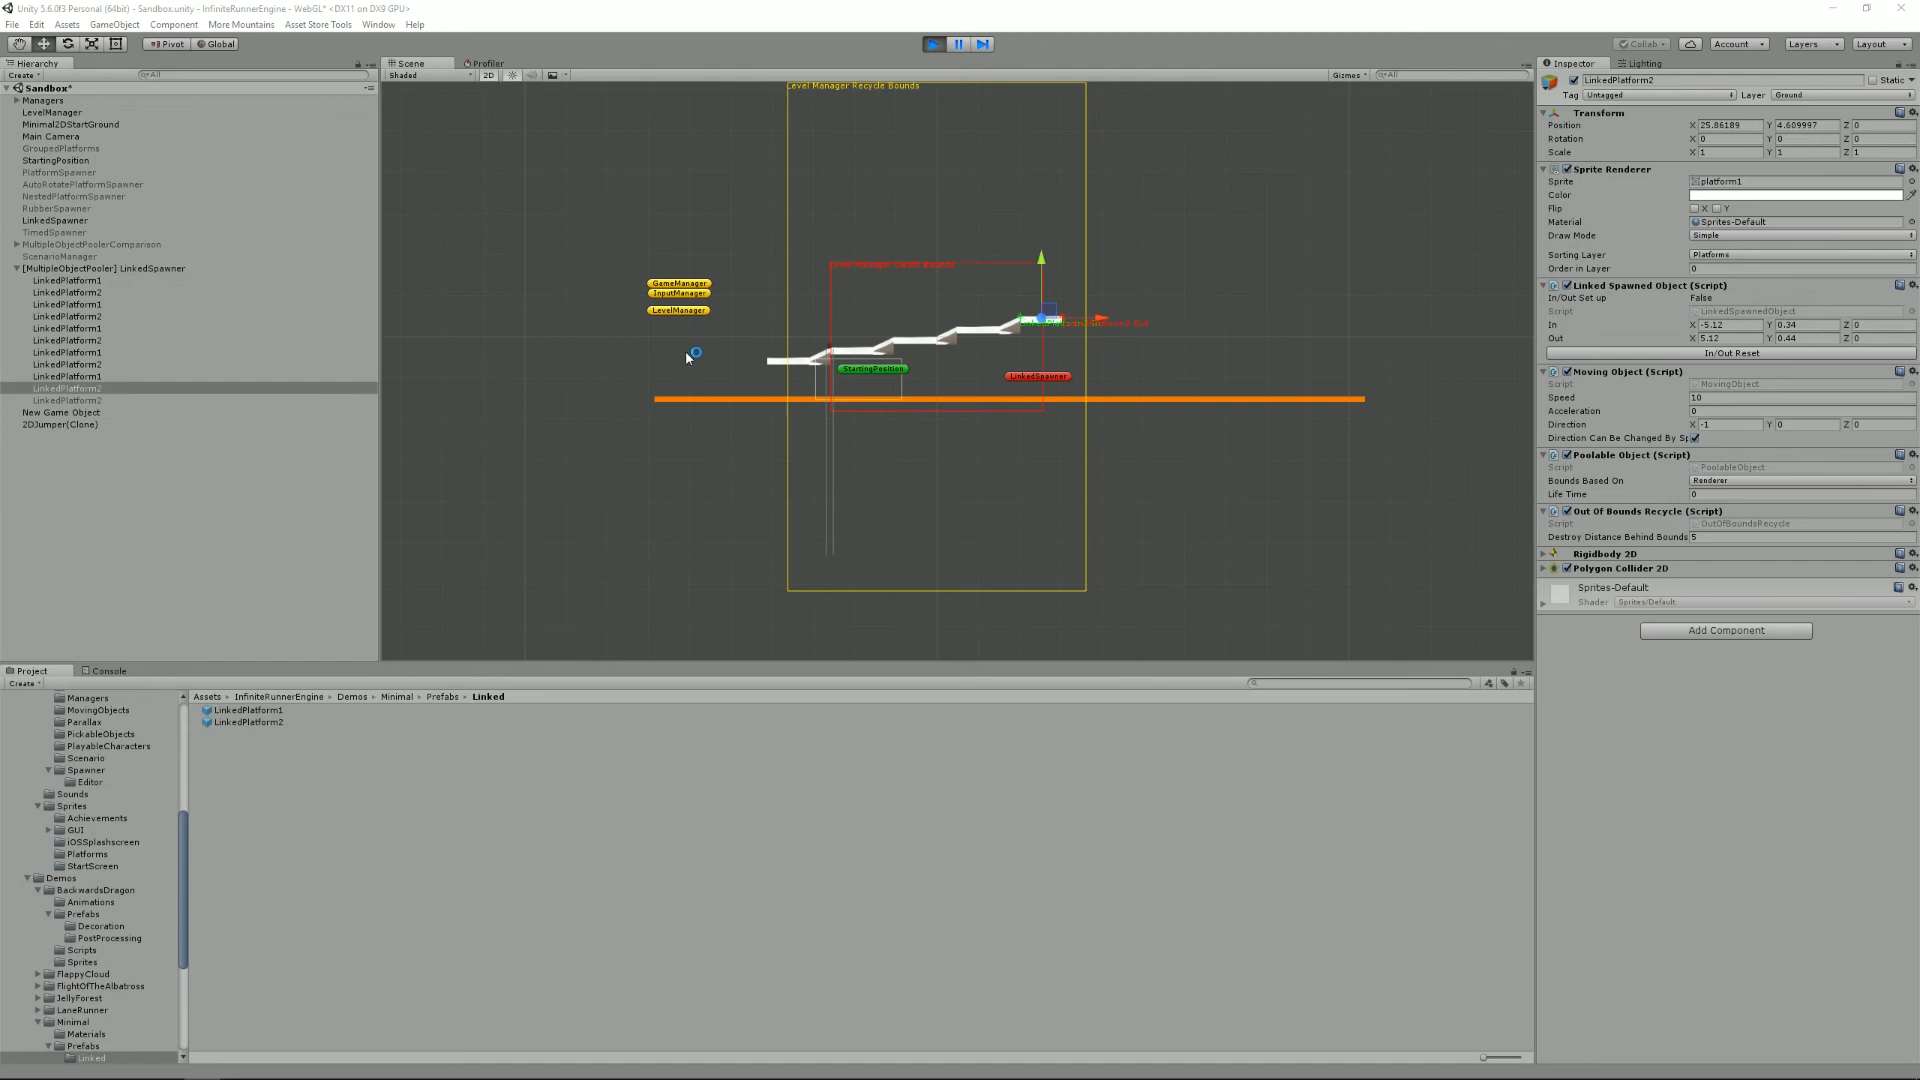 Unity 5.6.0f3 Personal (64bit) - Sandbox.unity - InfiniteRunnerEngine - WebGL* <DX11 on DX9 GPU>
File Edit Assets GameObject Component More Mountains Asset Store Tools Window Help
Pivot Global Collab Account Layers Layout
Hierarchy
Create All
Sandbox*
Managers
LevelManager
Minimal2DStartGround
Main Camera
GroupedPlatforms
StartingPosition
PlatformSpawner
AutoRotatePlatformSpawner
NestedPlatformSpawner
RubberSpawner
LinkedSpawner
TimedSpawner
MultipleObjectPoolerComparison
ScenarioManager
[MultipleObjectPooler] LinkedSpawner
LinkedPlatform1
LinkedPlatform2
LinkedPlatform1
LinkedPlatform2
LinkedPlatform1
LinkedPlatform2
LinkedPlatform1
LinkedPlatform2
LinkedPlatform1
LinkedPlatform2
LinkedPlatform2
New Game Object
2DJumper(Clone)
Scene Profiler
Shaded 2D Gizmos All
Level Manager Recycle Bounds
Level Manager Death Bounds
GameManager
InputManager
LevelManager
StartingPosition
LinkedSpawner
Inspector Lighting
LinkedPlatform2 Static
Tag Untagged Layer Ground
Transform
Position X 25.86189 Y 4.609997 Z 0
Rotation X 0 Y 0 Z 0
Scale X 1 Y 1 Z 1
Sprite Renderer
Sprite platform1
Color
Flip X Y
Material Sprites-Default
Draw Mode Simple
Sorting Layer Platforms
Order in Layer 0
Linked Spawned Object (Script)
In/Out Set up False
Script LinkedSpawnedObject
In X -5.12 Y 0.34 Z 0
Out X 5.12 Y 0.44 Z 0
In/Out Reset
Moving Object (Script)
Script MovingObject
Speed 10
Acceleration 0
Direction X -1 Y 0 Z 0
Direction Can Be Changed By Sp
Poolable Object (Script)
Script PoolableObject
Bounds Based On Renderer
Life Time 0
Out Of Bounds Recycle (Script)
Script OutOfBoundsRecycle
Destroy Distance Behind Bounds 5
Rigidbody 2D
Polygon Collider 2D
Sprites-Default
Shader Sprites/Default
Add Component
Project Console
Create
Managers
MovingObjects
Parallax
PickableObjects
PlayableCharacters
Scenario
Spawner
Editor
Sounds
Sprites
Achievements
GUI
iOSSplashscreen
Platforms
StartScreen
Demos
BackwardsDragon
Animations
Prefabs
Decoration
PostProcessing
Scripts
Sprites
FlappyCloud
FlightOfTheAlbatross
JellyForest
LaneRunner
Minimal
Materials
Prefabs
Linked
Assets InfiniteRunnerEngine Demos Minimal Prefabs Linked
LinkedPlatform1
LinkedPlatform2